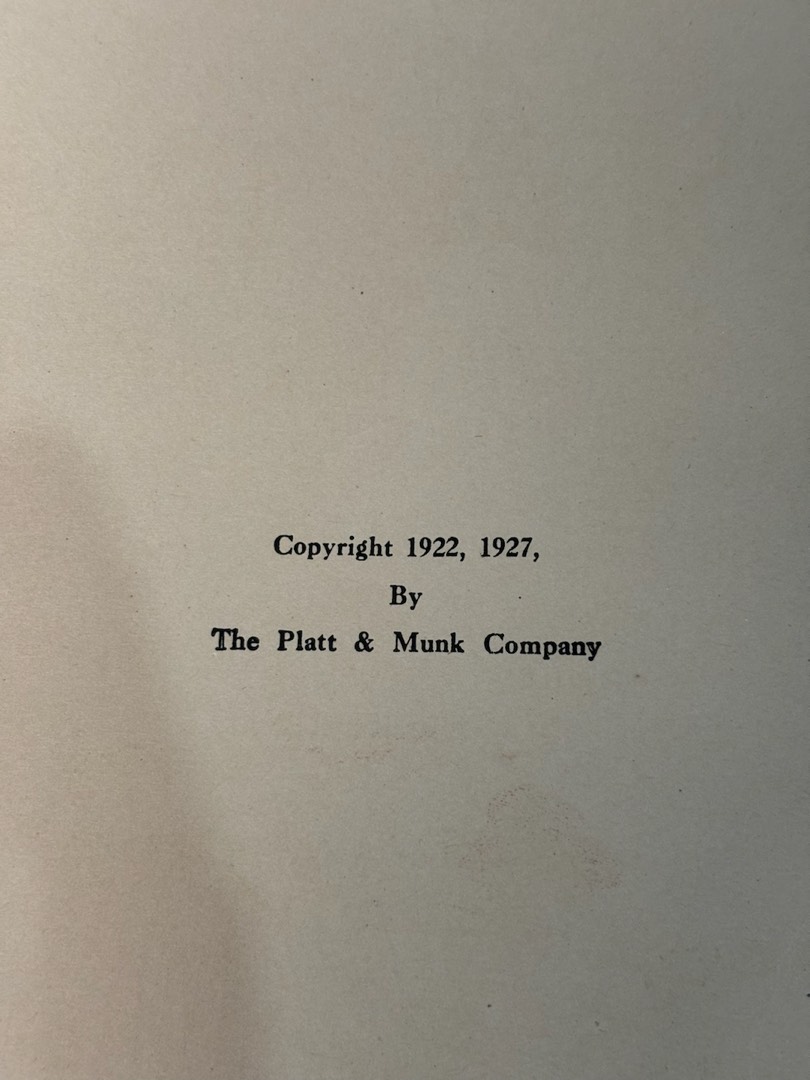 Copyright 1922, 1927,
By
The Platt & Munk Company